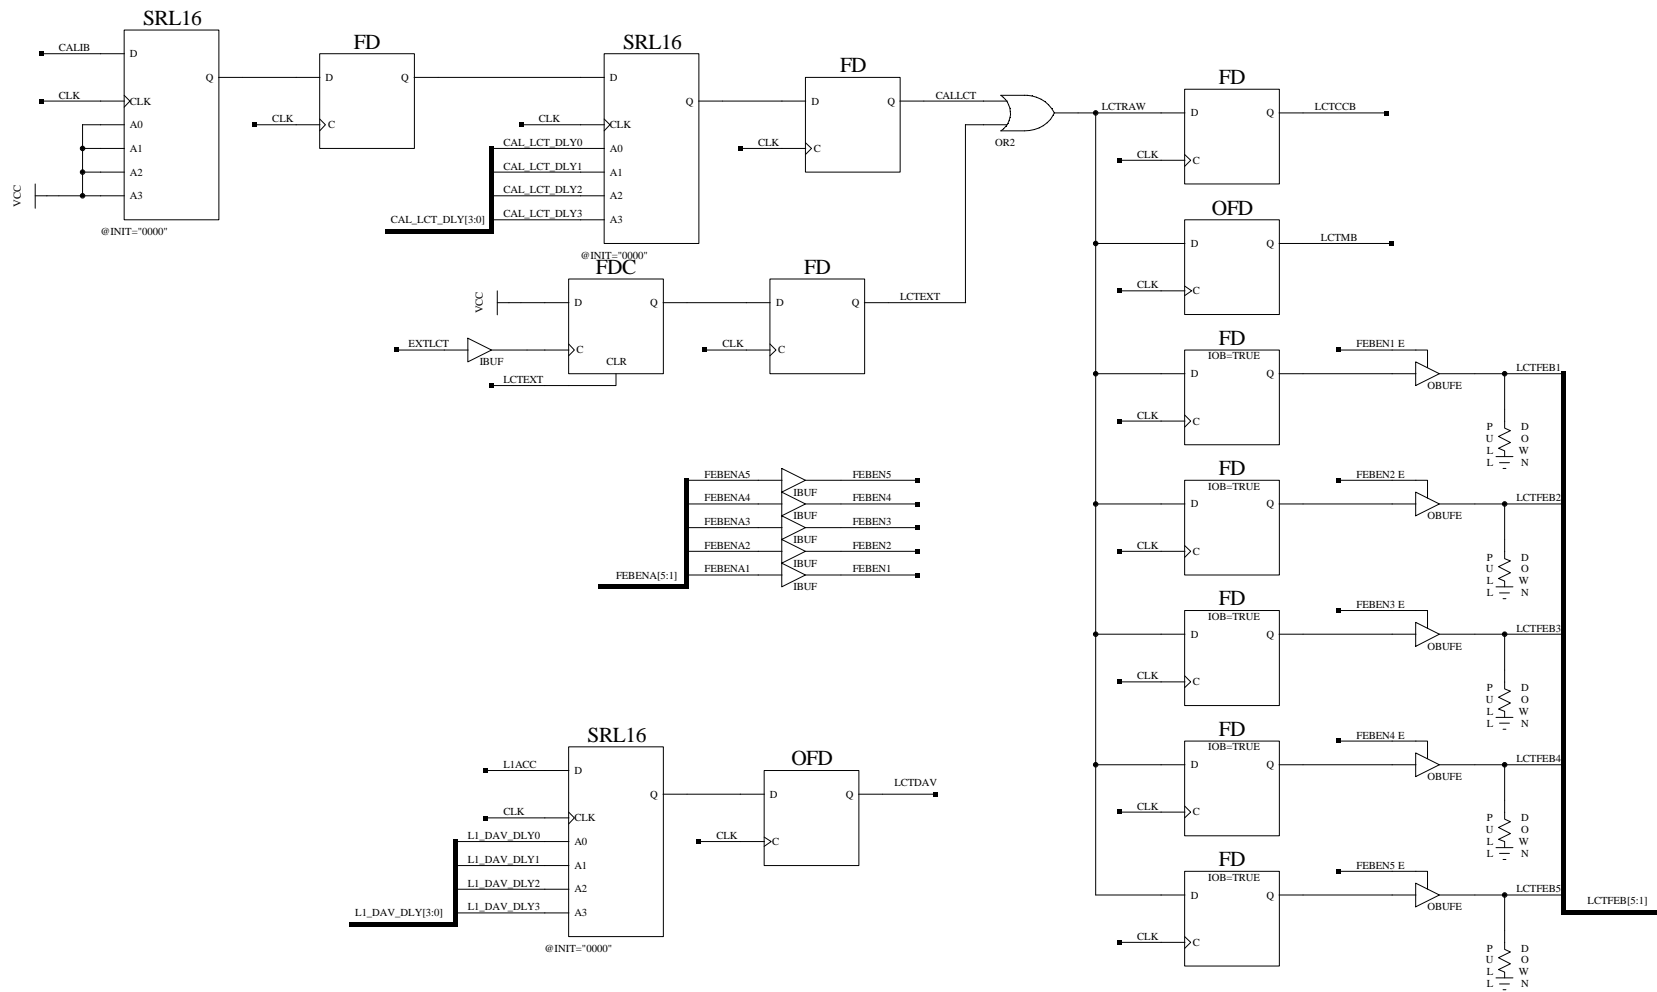 SRL16
CALIB
D
Q
CLK
CLK
A0
A1
A2
A3
VCC
@INIT="0000"
FD
D
Q
CLK
C
SRL16
D
Q
CLK
CLK
CAL_LCT_DLY0
A0
CAL_LCT_DLY1
A1
CAL_LCT_DLY2
A2
CAL_LCT_DLY3
A3
CAL_LCT_DLY[3:0]
@INIT="0000"
FD
D
Q
CLK
C
CALLCT
OR2
LCTRAW
FDC
VCC
D
Q
EXTLCT
IBUF
C
CLR
LCTEXT
FD
D
Q
CLK
C
LCTEXT
FEBENA5
IBUF
FEBEN5
FEBENA4
IBUF
FEBEN4
FEBENA3
IBUF
FEBEN3
FEBENA2
IBUF
FEBEN2
FEBENA1
IBUF
FEBEN1
FEBENA[5:1]
SRL16
L1ACC
D
Q
CLK
CLK
L1_DAV_DLY0
A0
L1_DAV_DLY1
A1
L1_DAV_DLY2
A2
L1_DAV_DLY3
A3
L1_DAV_DLY[3:0]
@INIT="0000"
OFD
D
Q
CLK
C
LCTDAV
FD
D
Q
LCTCCB
CLK
C
OFD
D
Q
LCTMB
CLK
C
FD
IOB=TRUE
D
Q
CLK
C
FEBEN1 E
OBUFE
LCTFEB1
PULL
DOWN
FD
IOB=TRUE
D
Q
CLK
C
FEBEN2 E
OBUFE
LCTFEB2
PULL
DOWN
FD
IOB=TRUE
D
Q
CLK
C
FEBEN3 E
OBUFE
LCTFEB3
PULL
DOWN
FD
IOB=TRUE
D
Q
CLK
C
FEBEN4 E
OBUFE
LCTFEB4
PULL
DOWN
FD
IOB=TRUE
D
Q
CLK
C
FEBEN5 E
OBUFE
LCTFEB5
PULL
DOWN
LCTFEB[5:1]